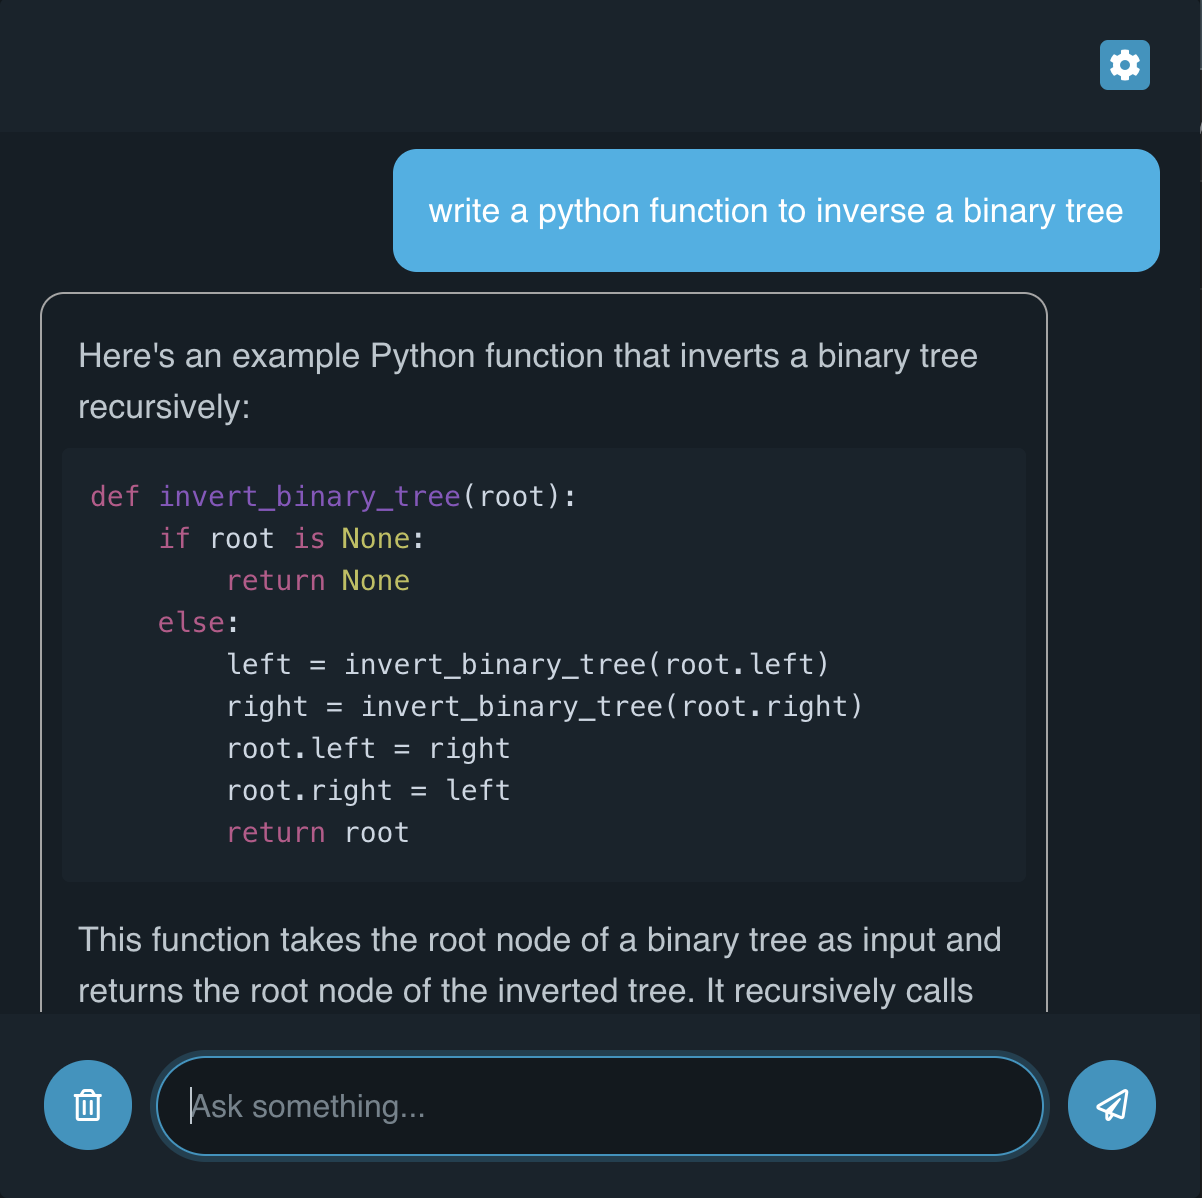 write a python function to inverse a binary tree
Here's an example Python function that inverts a binary tree
recursively:
def invert_binary_tree(root):
    if root is None:
        return None
    else:
        left = invert_binary_tree(root.left)
        right = invert_binary_tree(root.right)
        root.left = right
        root.right = left
        return root
This function takes the root node of a binary tree as input and
returns the root node of the inverted tree. It recursively calls
Ask something...